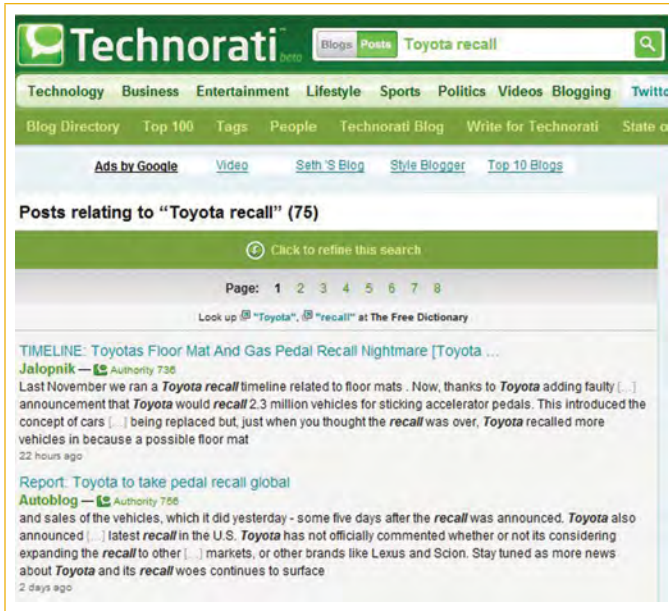 Technorati beta Blogs Posts Toyota recall
Technology Business Entertainment Lifestyle Sports Politics Videos Blogging Twitto
Blog Directory Top 100 Tags People Technorati Blog Write for Technorati State o
Ads by Google Video Seth 'S Blog Style Blogger Top 10 Blogs
Posts relating to “Toyota recall” (75)
Click to refine this search
Page: 1 2 3 4 5 6 7 8
Look up "Toyota", "recall" at The Free Dictionary
TIMELINE: Toyotas Floor Mat And Gas Pedal Recall Nightmare [Toyota ...
Jalopnik — Authority 736
Last November we ran a Toyota recall timeline related to floor mats . Now, thanks to Toyota adding faulty [...]
announcement that Toyota would recall 2.3 million vehicles for sticking accelerator pedals. This introduced the
concept of cars [...] being replaced but, just when you thought the recall was over, Toyota recalled more
vehicles in because a possible floor mat
22 hours ago
Report: Toyota to take pedal recall global
Autoblog — Authority 766
and sales of the vehicles, which it did yesterday - some five days after the recall was announced. Toyota also
announced [...] latest recall in the U.S. Toyota has not officially commented whether or not its considering
expanding the recall to other [...] markets, or other brands like Lexus and Scion. Stay tuned as more news
about Toyota and its recall woes continues to surface
2 days ago